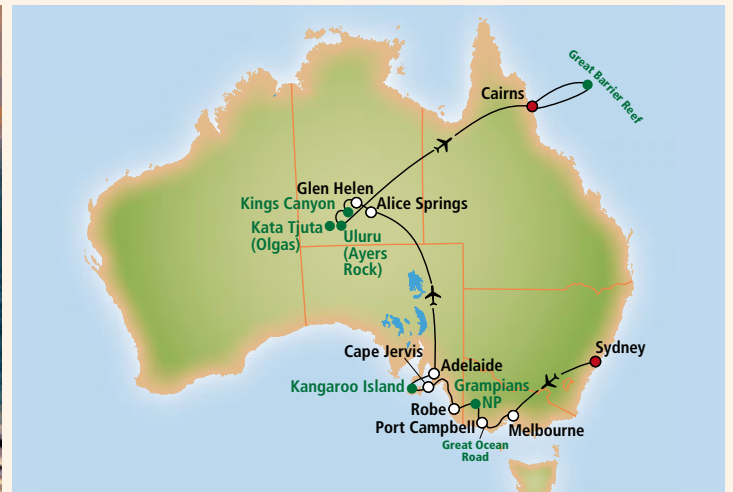 Great Barrier Reef
Cairns
Glen Helen
Kings Canyon
Alice Springs
Kata Tjuta
(Olgas)
Uluru
(Ayers
Rock)
Sydney
Cape Jervis
Adelaide
Kangaroo Island
Grampians
NP
Robe
Port Campbell
Melbourne
Great Ocean
Road